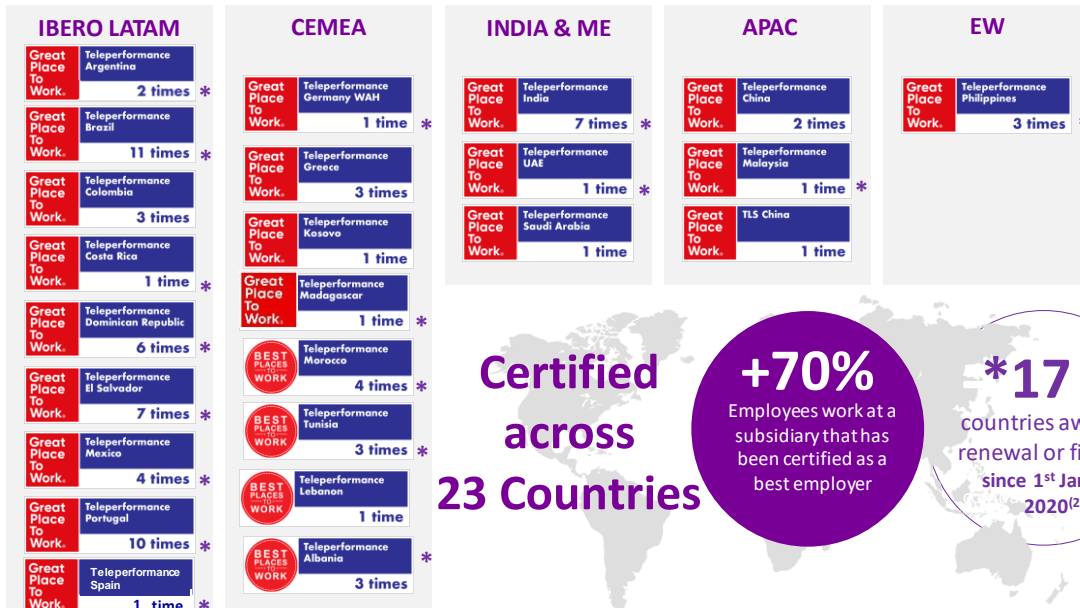 IBERO LATAM
Great
Place
To
Work.
Teleperformance
Argentina
2 times *
Great
Place
To
Work.
Teleperformance
Brazil
11 times *
Great
Place
To
Work.
Teleperformance
Colombia
3 times
Great
Place
To
Work.
Teleperformance
Costa Rica
1 time *
Great
Place
To
Work.
Teleperformance
Dominican Republic
6 times *
Great
Place
To
Work.
Teleperformance
El Salvador
7 times *
Great
Place
To
Work.
Teleperformance
Mexico
4 times *
Great
Place
To
Work.
Teleperformance
Portugal
10 times *
Great
Place
To
Work.
Teleperformance
Spain
1 time *
CEMEA
Great
Place
To
Work.
Teleperformance
Germany WAH
1 time *
Great
Place
To
Work.
Teleperformance
Greece
3 times
Great
Place
To
Work.
Teleperformance
Kosovo
1 time
Great
Place
To
Work.
Teleperformance
Madagascar
1 time *
BEST
PLACES
TO
WORK
Teleperformance
Morocco
4 times *
BEST
PLACES
TO
WORK
Teleperformance
Tunisia
3 times *
BEST
PLACES
TO
WORK
Teleperformance
Lebanon
1 time
BEST
PLACES
TO
WORK
Teleperformance
Albania
3 times *
INDIA & ME
Great
Place
To
Work.
Teleperformance
India
7 times *
Great
Place
To
Work.
Teleperformance
UAE
1 time *
Great
Place
To
Work.
Teleperformance
Saudi Arabia
1 time
APAC
Great
Place
To
Work.
Teleperformance
China
2 times
Great
Place
To
Work.
Teleperformance
Malaysia
1 time *
Great
Place
To
Work.
TLS China
1 time
EW
Great
Place
To
Work.
Teleperformance
Philippines
3 times
Certified
across
23 Countries
+70%
Employees work at a
subsidiary that has
been certified as a
best employer
*17
countries
renewal or
since 1st
2020(2